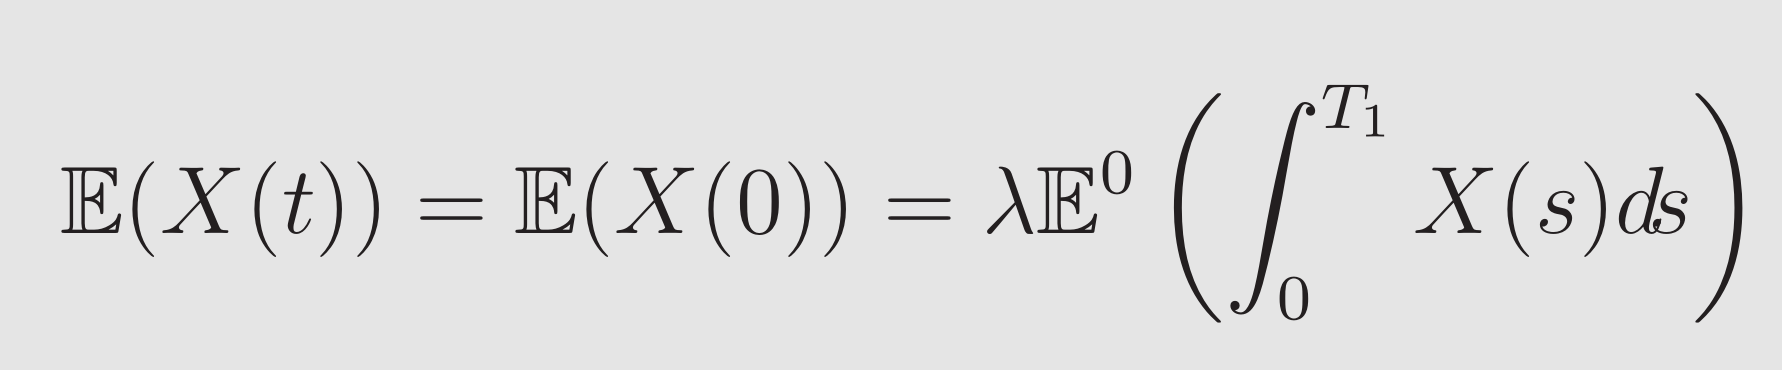 𝔼(X(t)) = 𝔼(X(0)) = λ𝔼⁰ (∫₀^{T₁} X(s)ds)